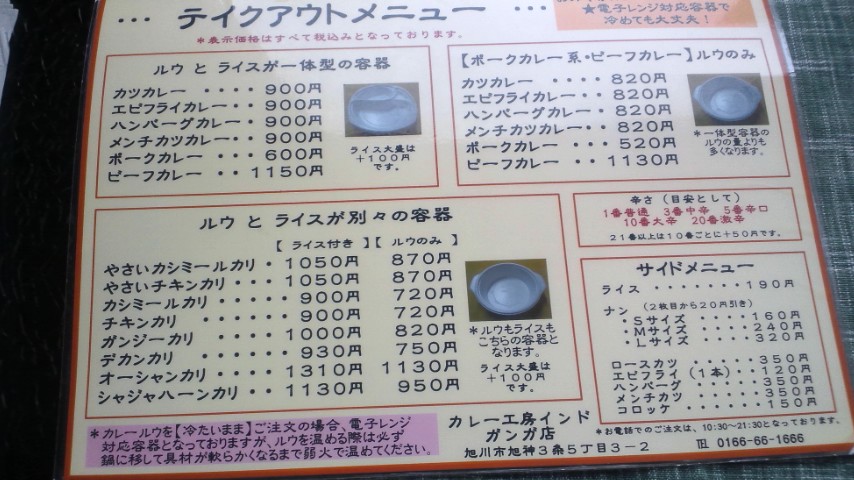 ★電子レンジ対応容器で
冷めても大丈夫！
･･･ テイクアウトメニュー ･･･
＊表示価格はすべて税込みとなっております。
ルウ と ライスが一体型の容器
カツカレー ････ 900円
エビフライカレー･･ 900円
ハンバーグカレー･ 900円
メンチカツカレー･･ 900円
ポークカレー ･･･ 600円
ビーフカレー ･･ 1150円
ライス大盛は
＋100円
です。
【ポークカレー系・ビーフカレー】ルウのみ
カツカレー ････ 820円
エビフライカレー･･ 820円
ハンバーグカレー･ 820円
メンチカツカレー･･ 820円
ポークカレー ･･･ 520円
ビーフカレー ･･ 1130円
＊一体型容器の
ルウの量よりも
多くなります。
ルウ と ライスが別々の容器
【 ライス付き 】【 ルウのみ 】
やさいカシミールカリ ･ 1050円 870円
やさいチキンカリ ･･･ 1050円 870円
カシミールカリ ････ 900円 720円
チキンカリ ･･････ 900円 720円
ガンジーカリ ･････ 1000円 820円
デカンカリ ･･････ 930円 750円
オーシャンカリ ････ 1310円 1130円
シャジャハーンカリ ･･ 1130円 950円
＊ルウもライスも
こちらの容器と
なります。
ライス大盛は
＋100円
です。
辛さ（目安として）
1番普通 3番中辛 5番辛口
10番大辛 20番激辛
21番以上は10番ごとに＋50円です。
サイドメニュー
ライス ･･･････ 190円
ナン （2枚目から20円引き）
・Sサイズ ････ 160円
・Mサイズ ････ 240円
・Lサイズ ････ 320円
ロースカツ ････ 350円
エビフライ（1本）･･ 120円
ハンバーグ ････ 350円
メンチカツ ････ 350円
コロッケ ･････ 150円
＊お電話でのご注文は、10:30～21:30となっております。
＊カレールウを【冷たいまま】ご注文の場合、電子レンジ
対応容器となっておりますが、ルウを温める際は必ず
鍋に移して具材が軟らかくなるまで弱火で温めてください。
カレー工房インド
ガンガ店
旭川市旭神3条5丁目3－2 ℡ 0166-66-1666